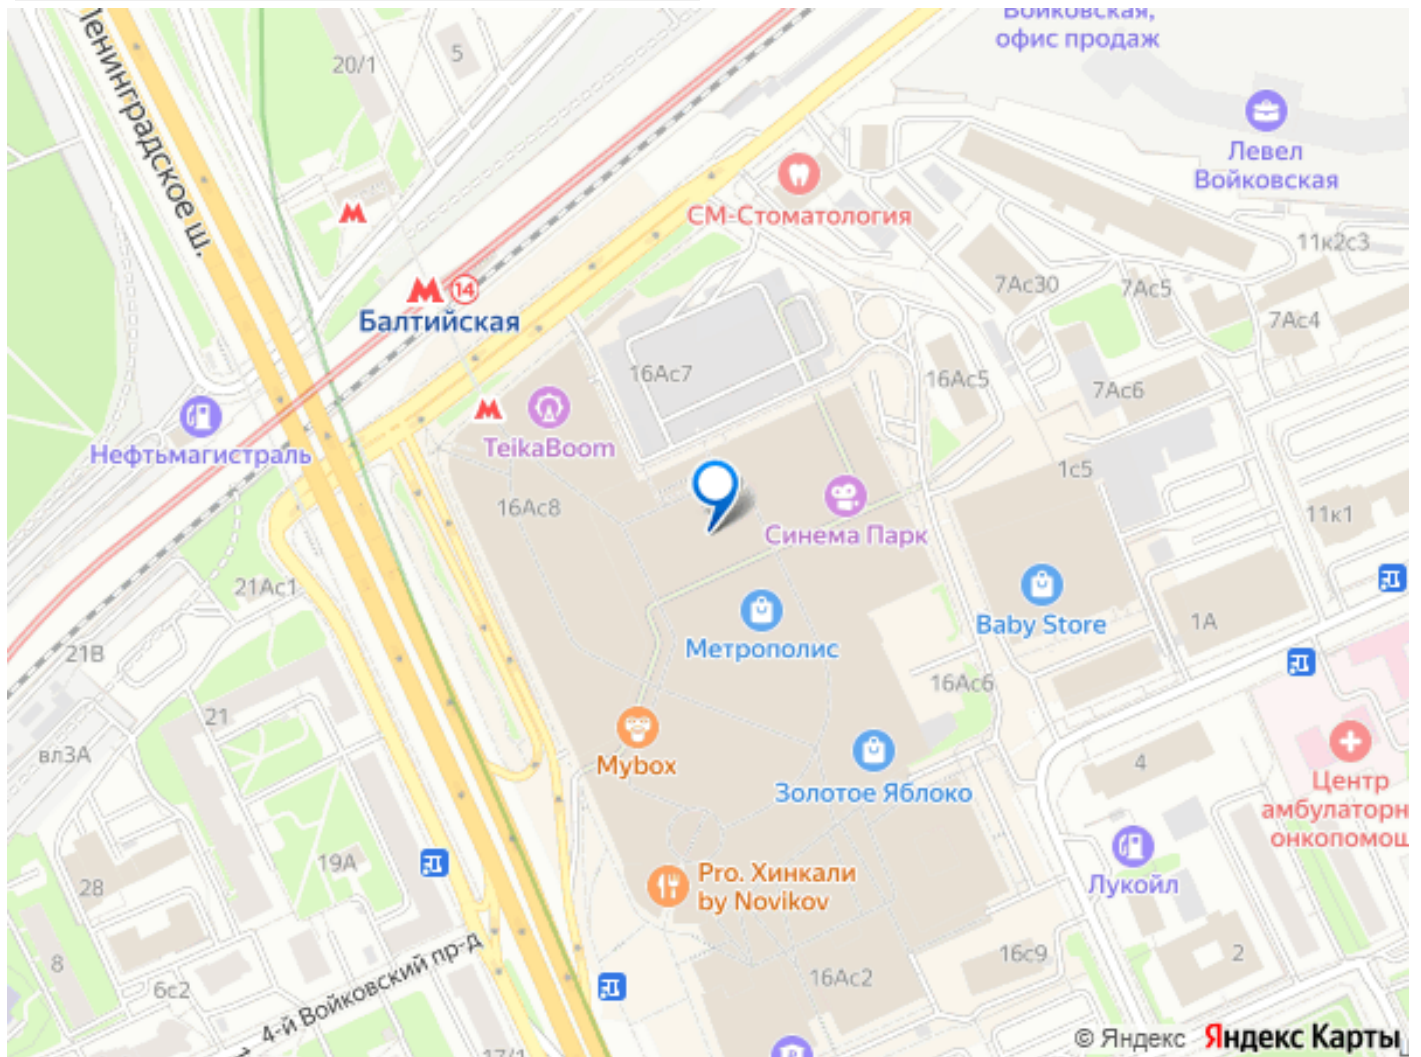 Войковская,
офис продаж
Ленинградское ш.
20/1
5
Левел
Войковская
СМ-Стоматология
11к2с3
7Ас30
7Ас5
7Ас4
14
Балтийская
16Ас7
16Ас5
7Ас6
TeikaBoom
Нефтьмагистраль
1с5
16Ас8
11к1
Синема Парк
21Ас1
Baby Store
1А
Метрополис
21В
16Ас6
21
вл3А
Mybox
4
Золотое Яблоко
Центр
амбулаторн
онкопомощ
19А
Pro. Хинкали
by Novikov
Лукойл
28
4-й Войковский пр-д
8
6с2
16с9
2
16Ас2
17/1
© Яндекс Яндекс Карты